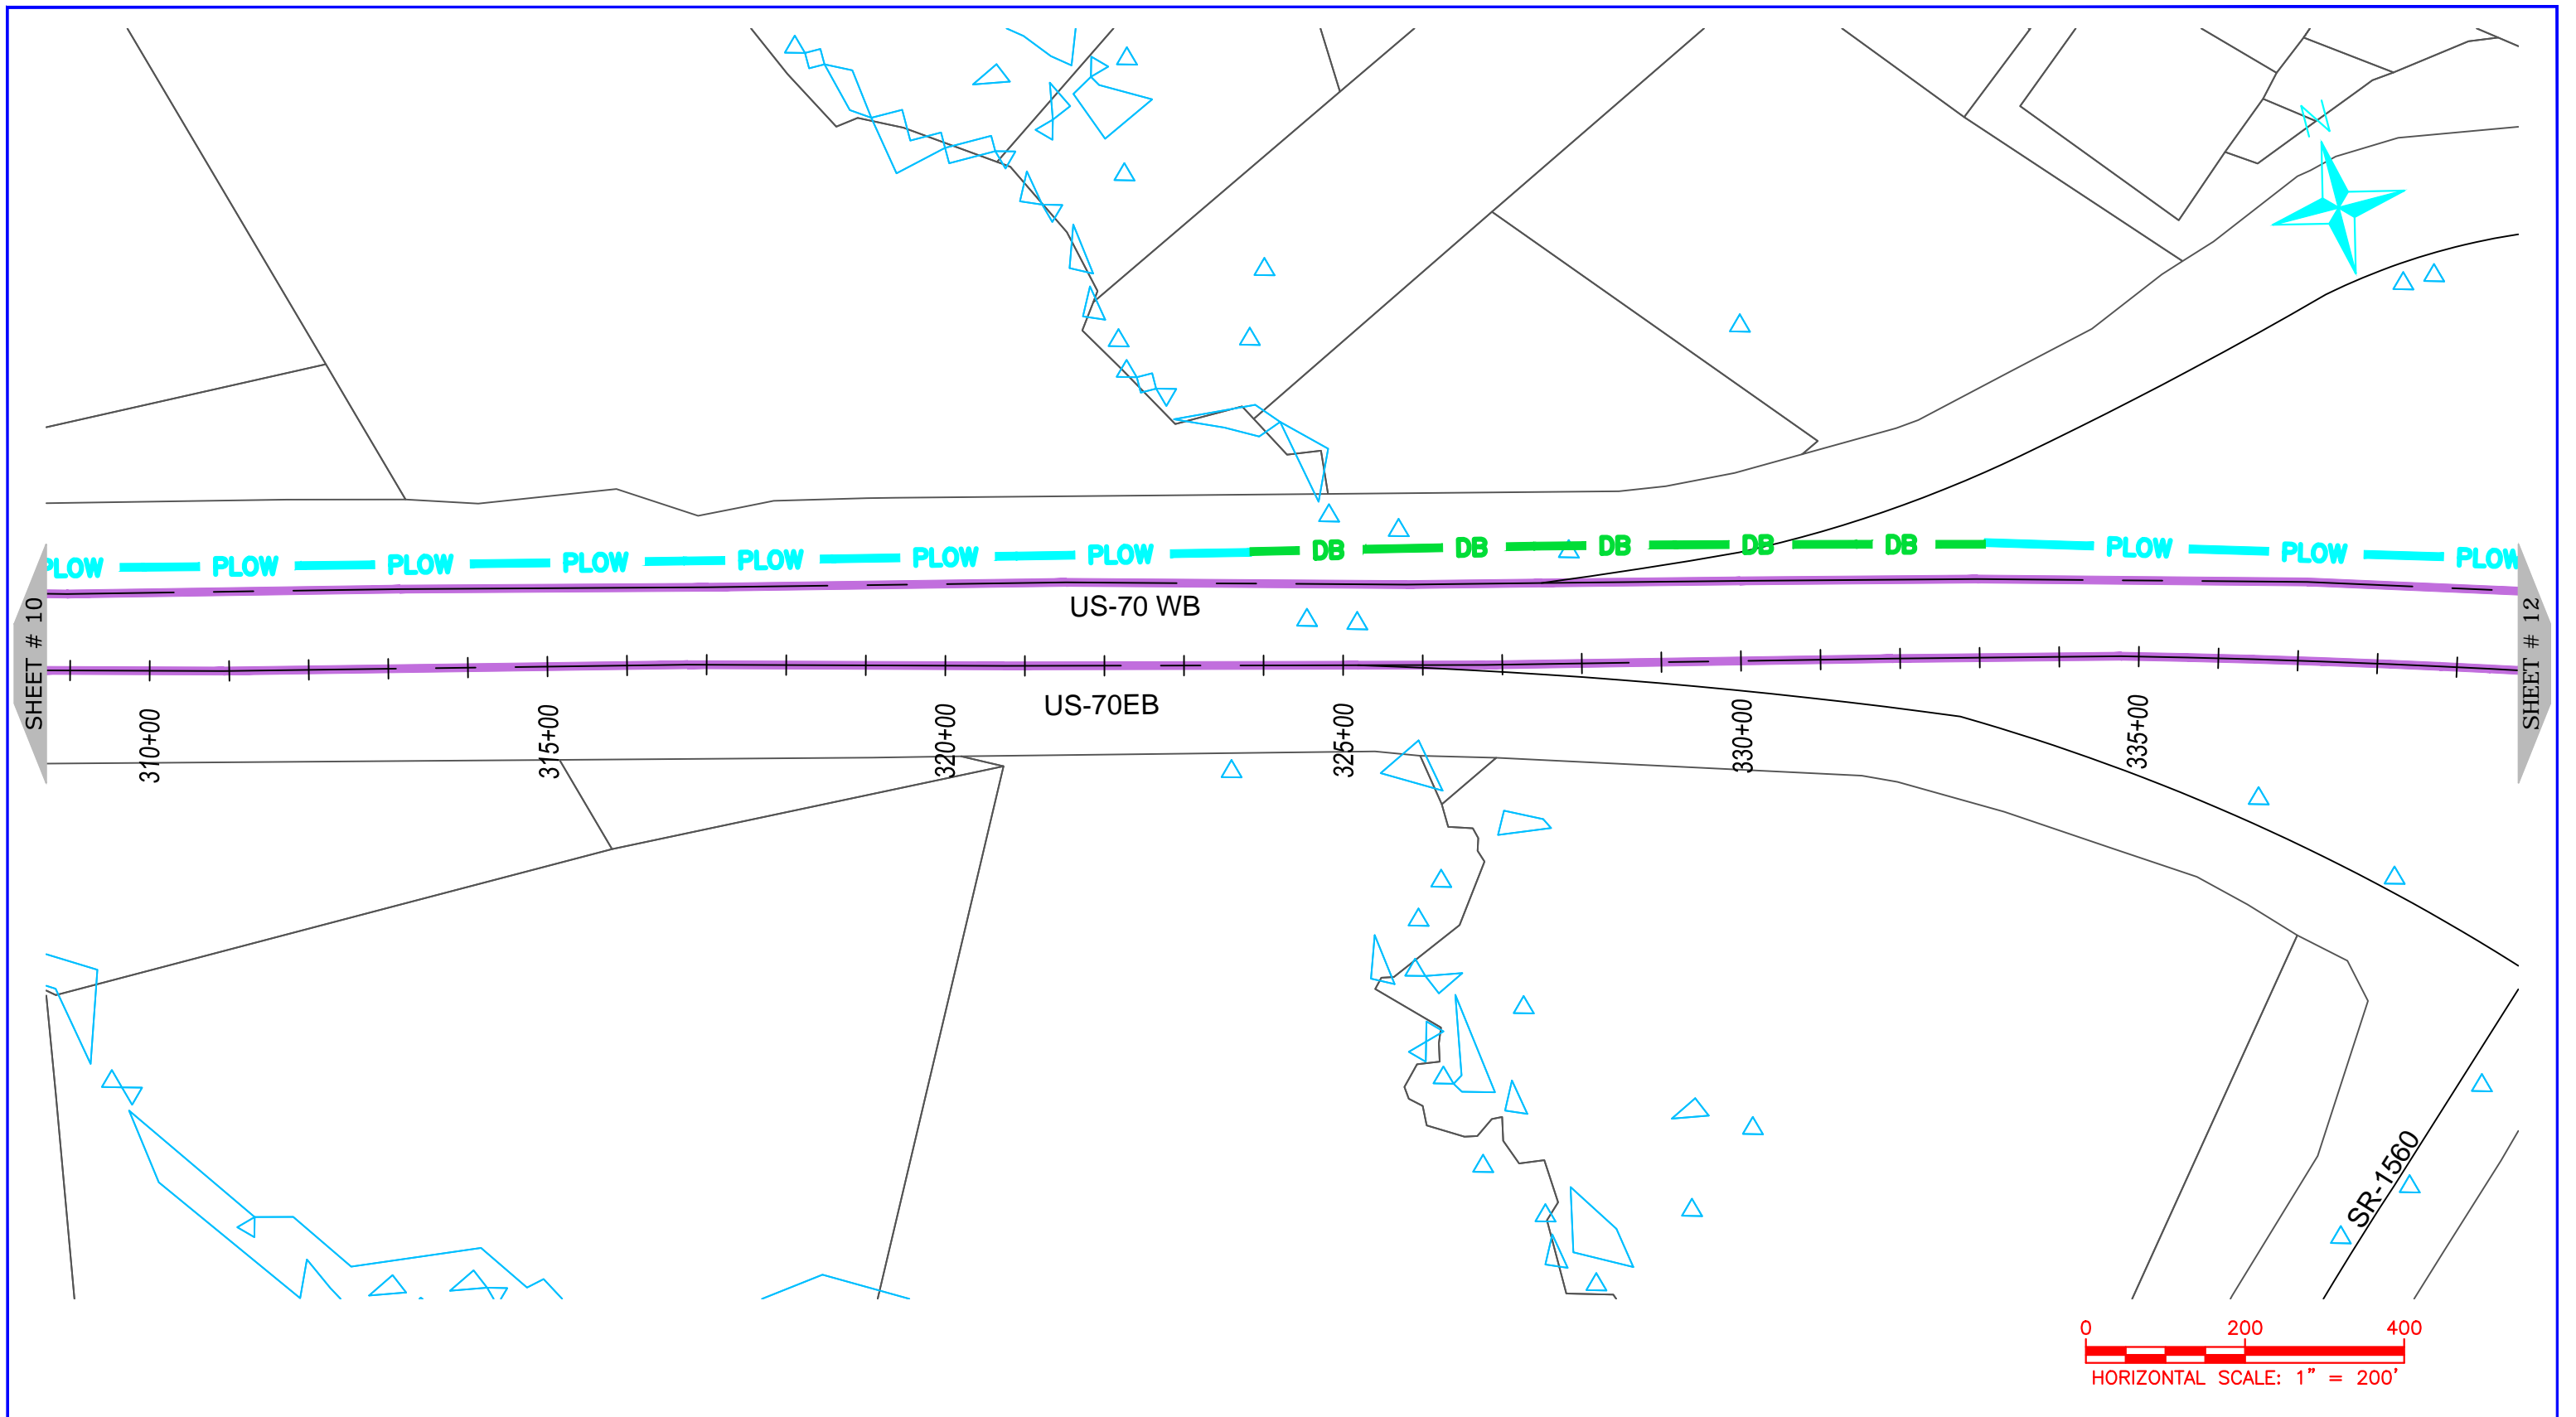 N
PLOW PLOW PLOW PLOW PLOW PLOW PLOW DB DB DB DB DB PLOW PLOW PLOW
US-70 WB
SHEET # 10
SHEET # 12
US-70EB
310+00 315+00 320+00 325+00 330+00 335+00
SR-1560
0 200 400
HORIZONTAL SCALE: 1" = 200'